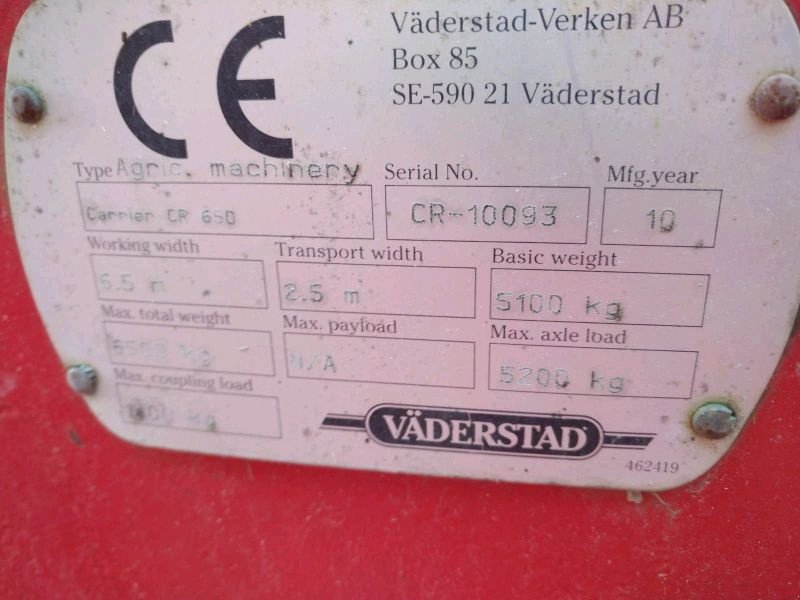 CE
Väderstad-Verken AB
Box 85
SE-590 21 Väderstad
Type Agric. machinery
Serial No.
Mfg.year
Carrier CR 650
CR-10093
10
Working width
Transport width
Basic weight
6.5 m
2.5 m
5100 kg
Max. total weight
Max. payload
Max. axle load
kg
N/A
5200 kg
Max. coupling load
kg
VÄDERSTAD
462419